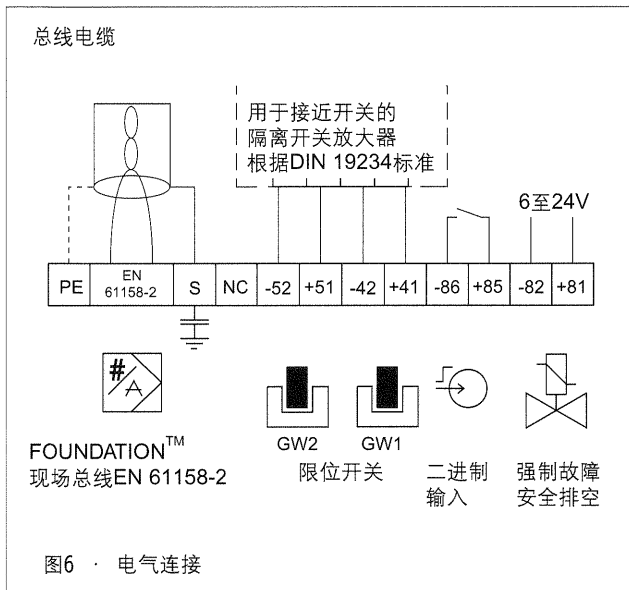 总线电缆
用于接近开关的
隔离开关放大器
根据DIN 19234标准
6至24V
PE
EN
61158-2
S
NC
-52
+51
-42
+41
-86
+85
-82
+81
#
A
GW2
GW1
FOUNDATION™
现场总线EN 61158-2
限位开关
二进制
输入
强制故障
安全排空
图6 · 电气连接